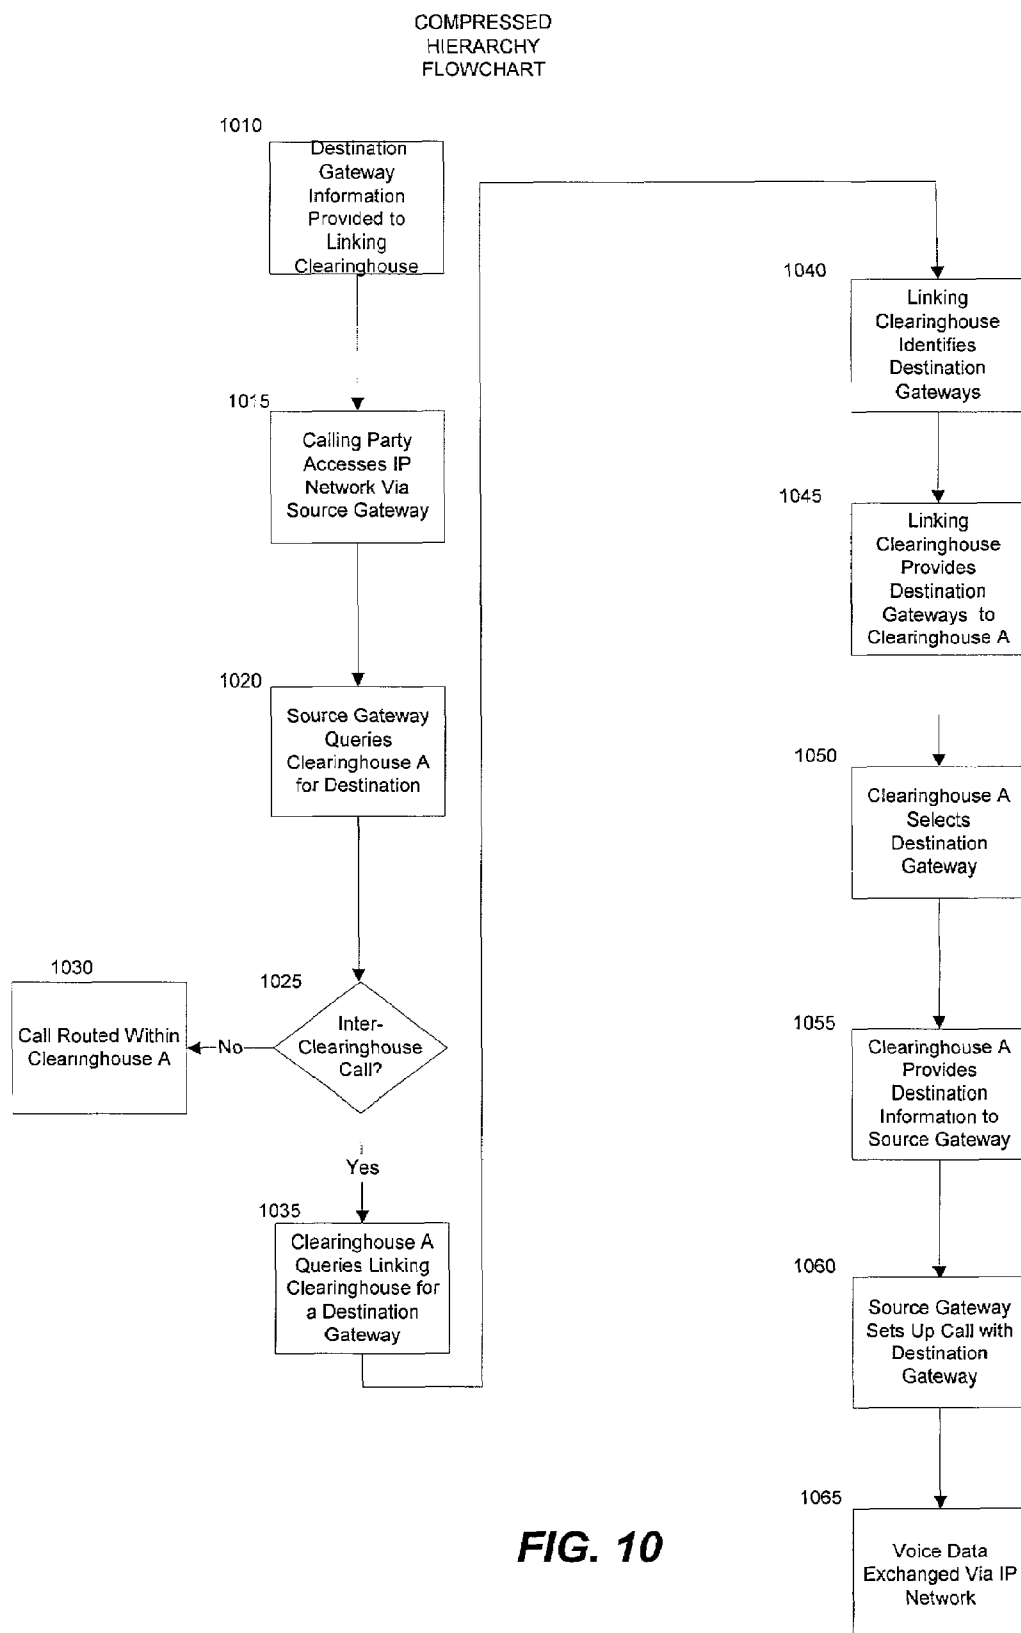 COMPRESSED
HIERARCHY
FLOWCHART
1010
Destination
Gateway
Information
Provided to
Linking
Clearinghouse
1015
Calling Party
Accesses IP
Network Via
Source Gateway
1020
Source Gateway
Queries
Clearinghouse A
for Destination
1025
Inter-
Clearinghouse
Call?
No
1030
Call Routed Within
Clearinghouse A
Yes
1035
Clearinghouse A
Queries Linking
Clearinghouse for
a Destination
Gateway
1040
Linking
Clearinghouse
Identifies
Destination
Gateways
1045
Linking
Clearinghouse
Provides
Destination
Gateways to
Clearinghouse A
1050
Clearinghouse A
Selects
Destination
Gateway
1055
Clearinghouse A
Provides
Destination
Information to
Source Gateway
1060
Source Gateway
Sets Up Call with
Destination
Gateway
1065
Voice Data
Exchanged Via IP
Network
FIG. 10